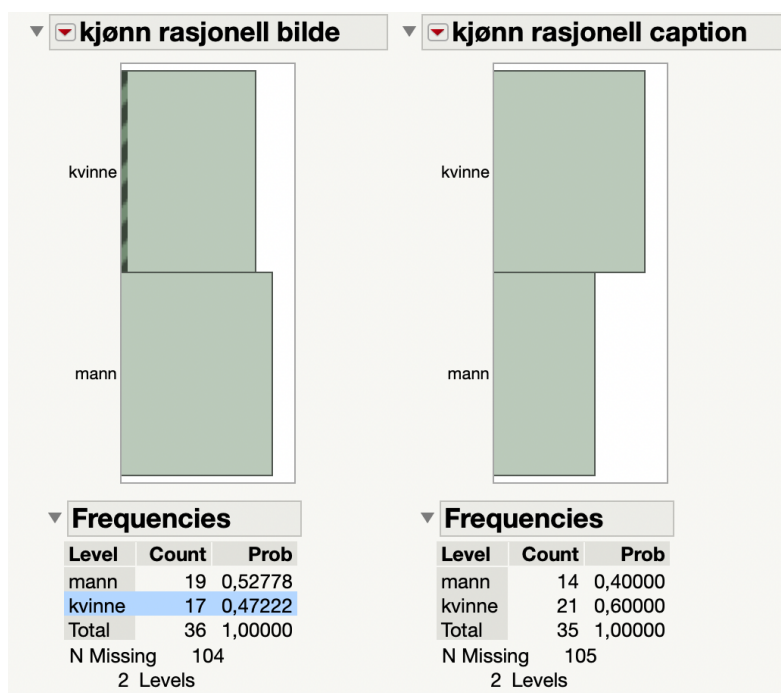 kjønn rasjonell bilde
kvinne
mann
Frequencies
Level Count Prob
mann 19 0,52778
kvinne 17 0,47222
Total 36 1,00000
N Missing 104
2 Levels
kjønn rasjonell caption
kvinne
mann
Frequencies
Level Count Prob
mann 14 0,40000
kvinne 21 0,60000
Total 35 1,00000
N Missing 105
2 Levels